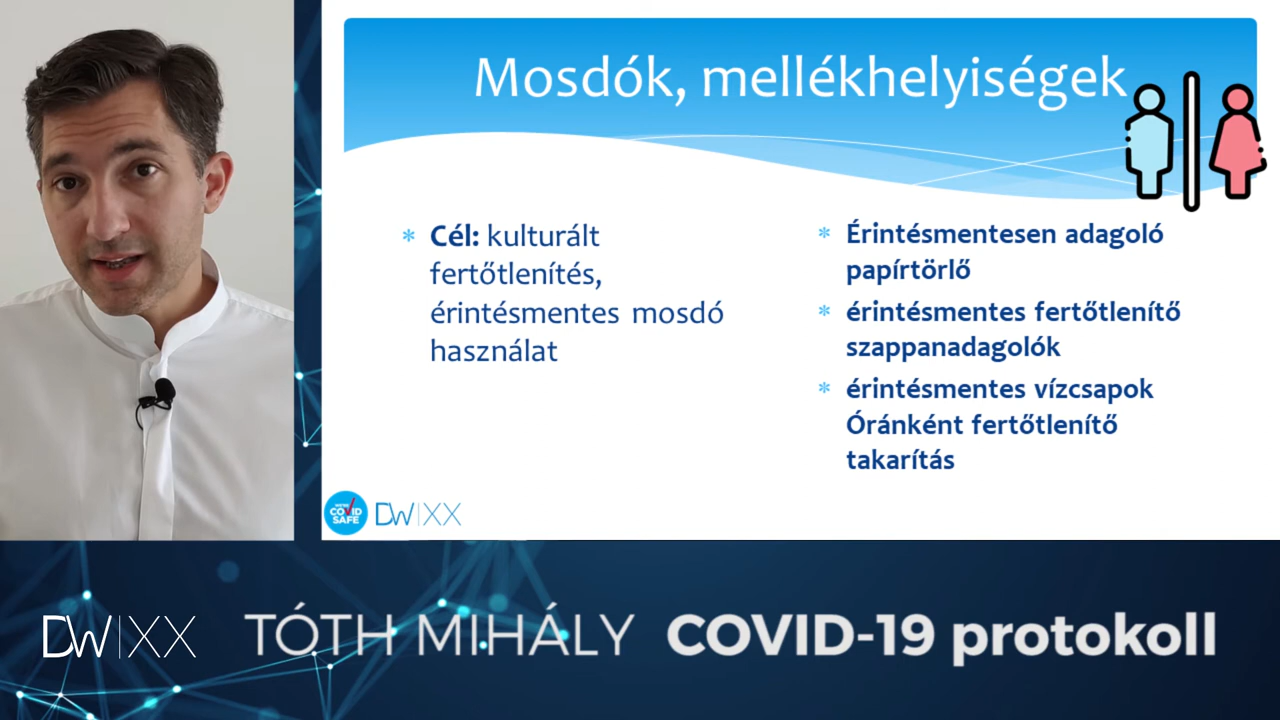 Mosdók, mellékhelyiségek
Cél: kulturált
fertőtlenítés,
érintésmentes mosdó
használat
Érintésmentesen adagoló
papírtörlő
érintésmentes fertőtlenítő
szappanadagolók
érintésmentes vízcsapok
Óránként fertőtlenítő
takarítás
COVID
SAFE
DW|XX
DW|XX
TÓTH MIHÁLY COVID-19 protokoll